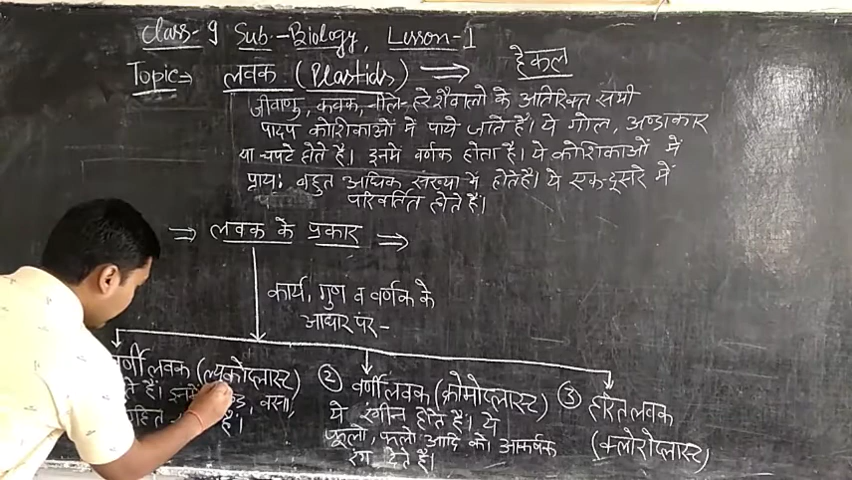 Class-9 Sub.-Biology, Lesson-1
Topic→ लवक (Plastids) ⇒ हैकल
जीवाणु, कवक, नीले-हरे शैवालो के अतिरिक्त सभी
पादप कोशिकाओं में पाये जाते हैं। ये गोल, अण्डाकार
या चपटे होते है। इनमे वर्णक होता है। ये कोशिकाओं में
प्रायः बहुत अधिक संख्या में होते है। ये एक-दूसरे में
परिवर्तित होते हैं।
⇒ लवक के प्रकार ⇒
कार्य, गुण व वर्णक के
आधार पर-
वर्णी लवक (ल्यूकोप्लास्ट)
हैं। वसा,
है।
② वर्णी लवक (क्रोमोप्लास्ट)
ये रंगीन होते है। ये
फूलो, फलो आदि को आकर्षक
रंग देते हैं।
③ हरित लवक
(क्लोरोप्लास्ट)